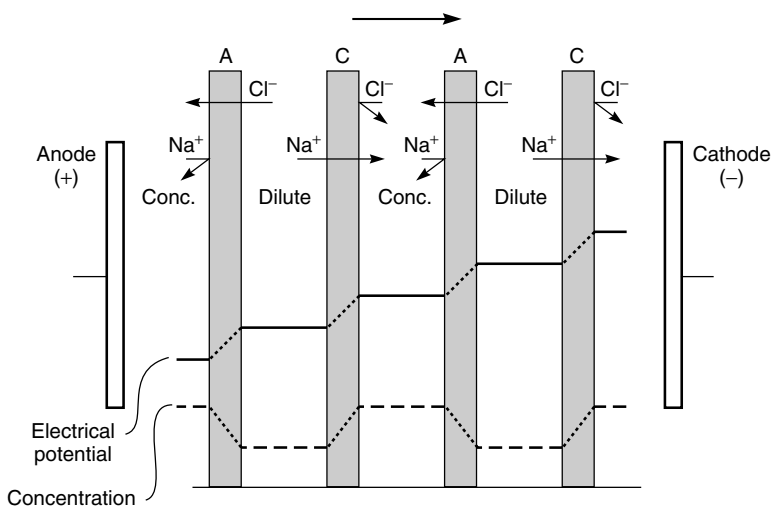 A C A C
Cl⁻ Cl⁻ Cl⁻ Cl⁻
Na⁺ Na⁺ Na⁺ Na⁺
Anode
(+)
Cathode
(−)
Conc. Dilute Conc. Dilute
Electrical
potential
Concentration